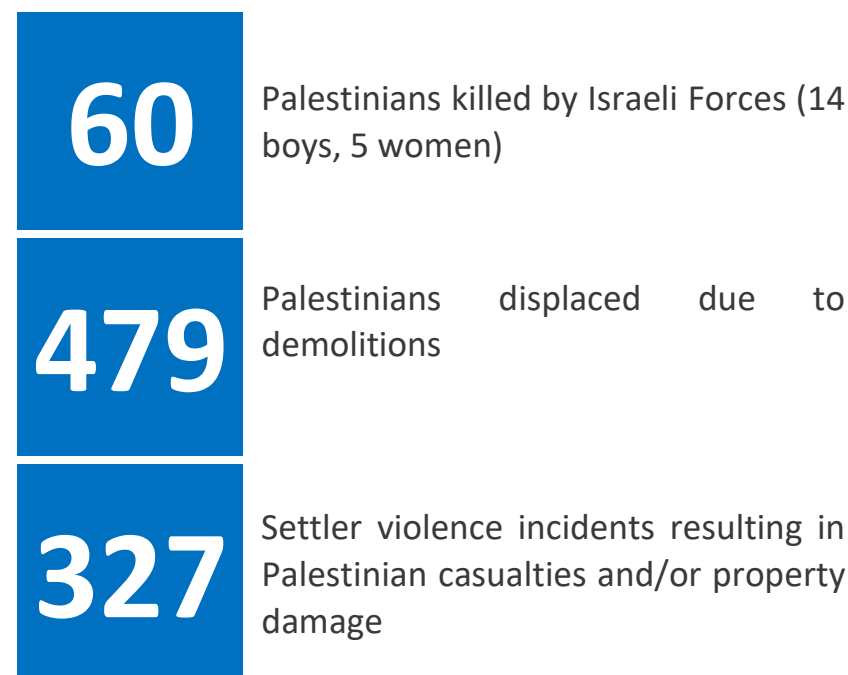 60
Palestinians killed by Israeli Forces (14
boys, 5 women)
479
Palestinians displaced due to
demolitions
327
Settler violence incidents resulting in
Palestinian casualties and/or property
damage